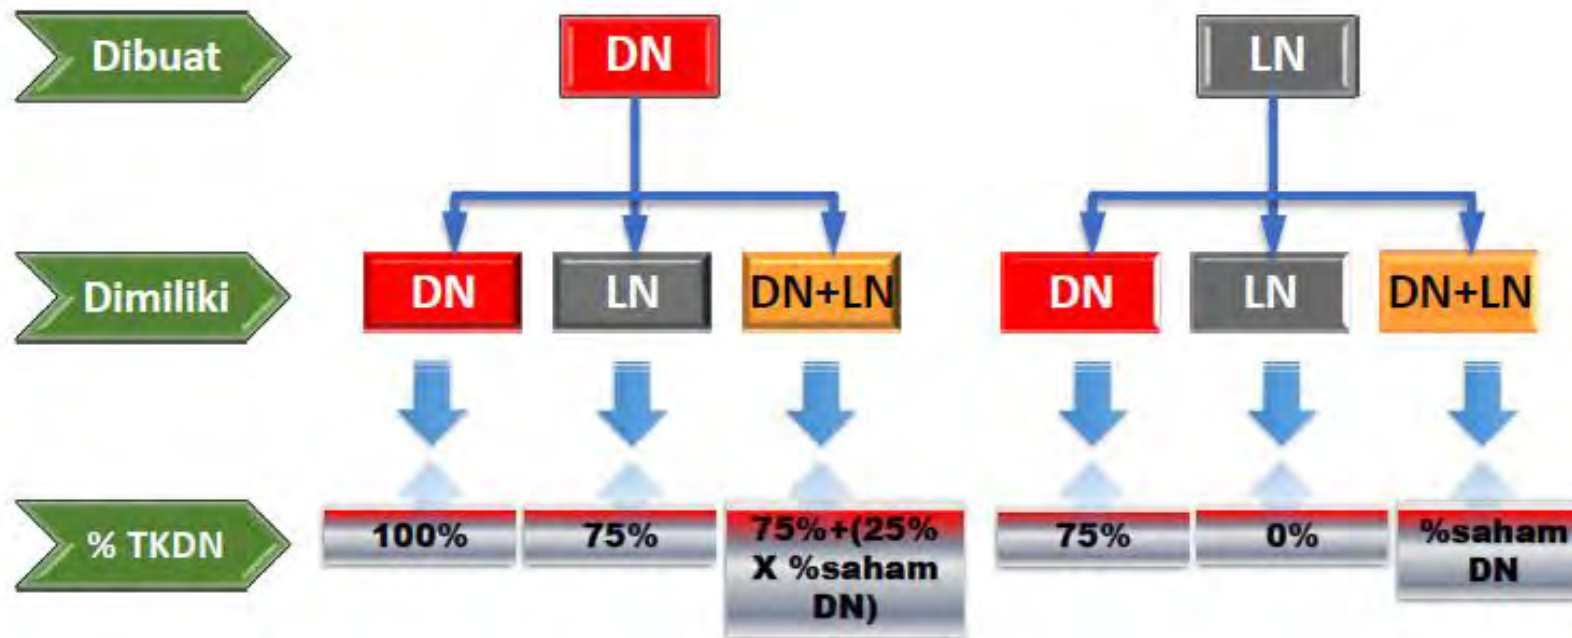 Dibuat
DN
LN
Dimiliki
DN
LN
DN+LN
DN
LN
DN+LN
% TKDN
100%
75%
75%+(25%
X %saham
DN)
75%
0%
%saham
DN